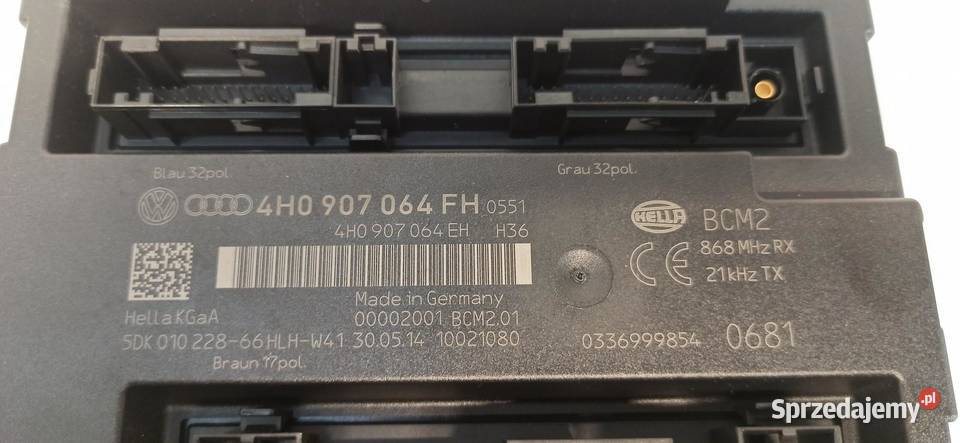 Blau 32pol.
Grau 32pol.
4H0 907 064 FH 0551
4H0 907 064 EH H36
HELLA BCM2
868 MHz RX
21kHz TX
Made in Germany
Hella KGaA
00002001 BCM2.01
5DK 010 228-66 HLH-W41 30.05.14 10021080
0336999854 0681
Braun 17pol.
Sprzedajemy.pl